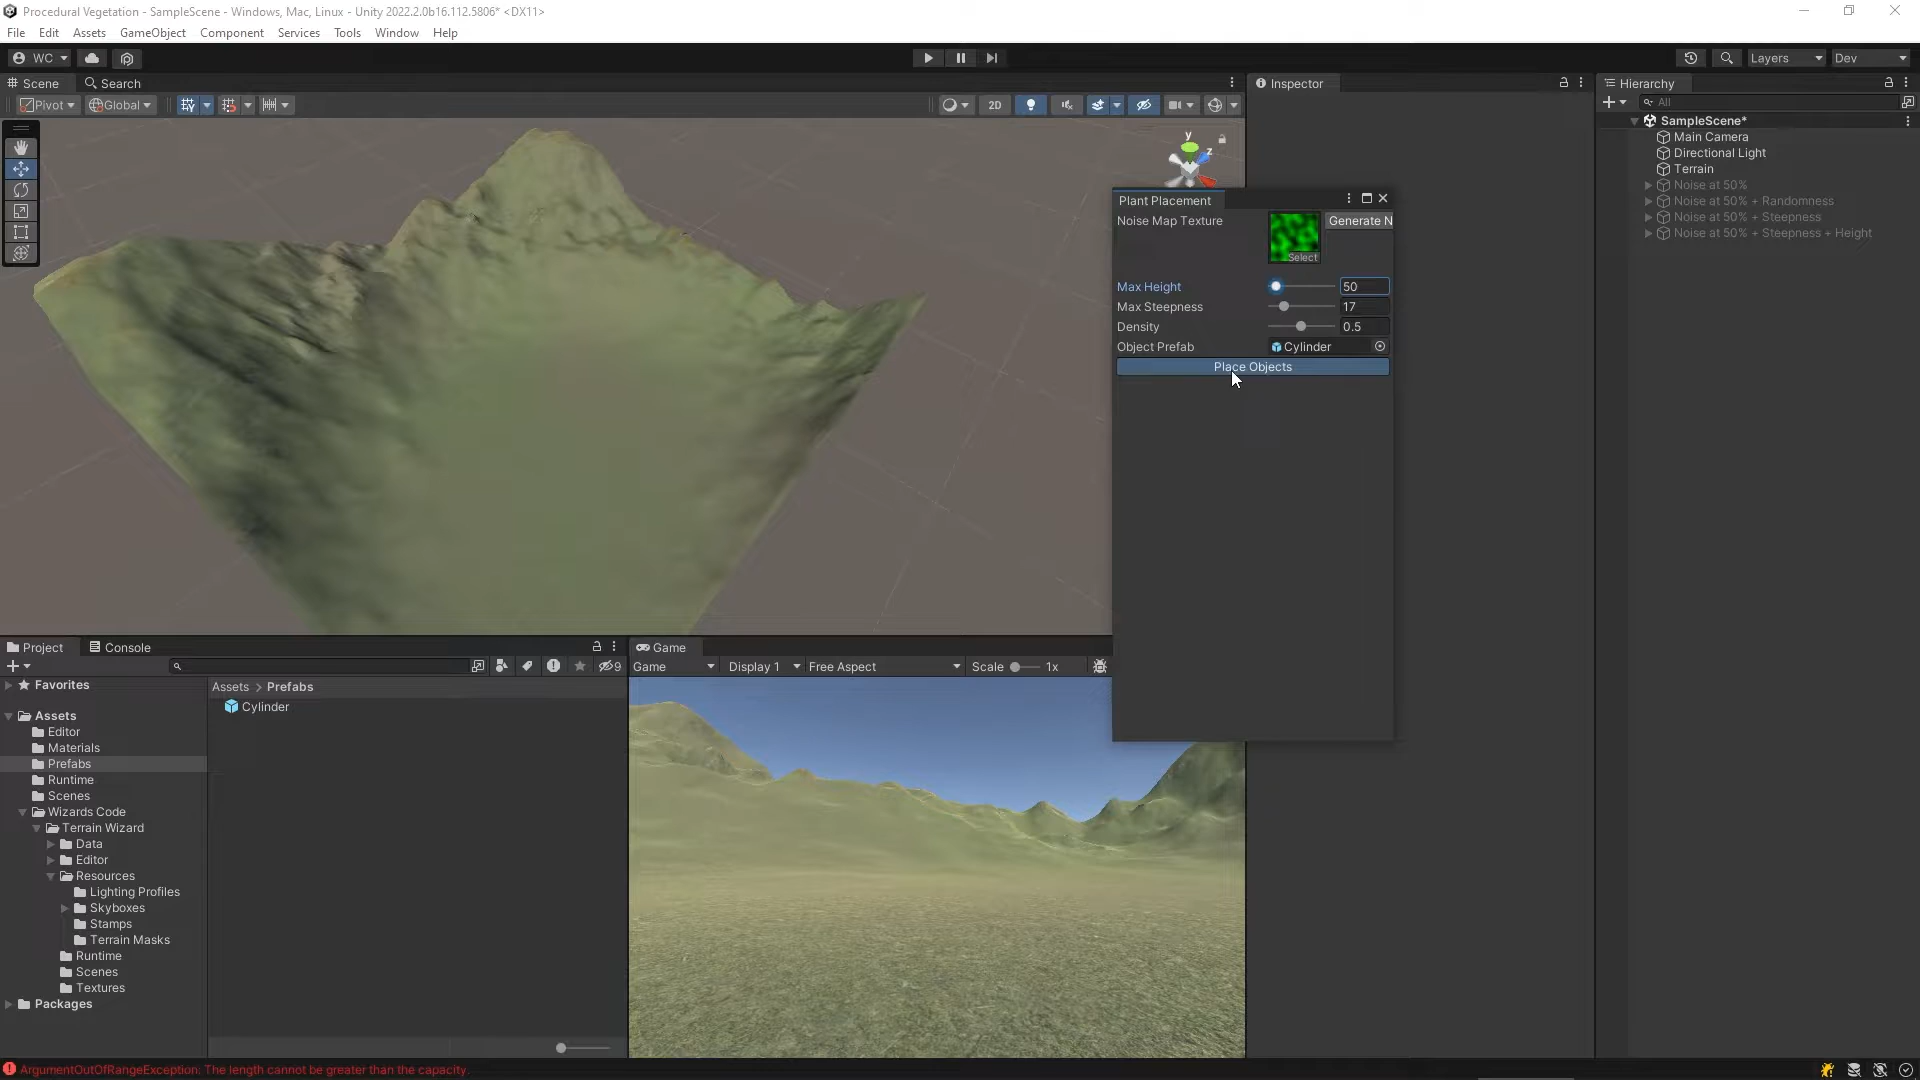 Procedural Vegetation - SampleScene - Windows, Mac, Linux - Unity 2022.2.0b16.112.5806* <DX11>
File Edit Assets GameObject Component Services Tools Window Help
WC Layers Dev
Scene Search Inspector Hierarchy
Pivot Global 2D All
SampleScene*
Main Camera
Directional Light
Terrain
Noise at 50%
Noise at 50% + Randomness
Noise at 50% + Steepness
Noise at 50% + Steepness + Height
y
z
Plant Placement
Noise Map Texture Generate N
Select
Max Height 50
Max Steepness 17
Density 0.5
Object Prefab Cylinder
Place Objects
Project Console
9
Favorites
Assets
Editor
Materials
Prefabs
Runtime
Scenes
Wizards Code
Terrain Wizard
Data
Editor
Resources
Lighting Profiles
Skyboxes
Stamps
Terrain Masks
Runtime
Scenes
Textures
Packages
Assets > Prefabs
Cylinder
Game
Game Display 1 Free Aspect Scale 1x
ArgumentOutOfRangeException: The length cannot be greater than the capacity.